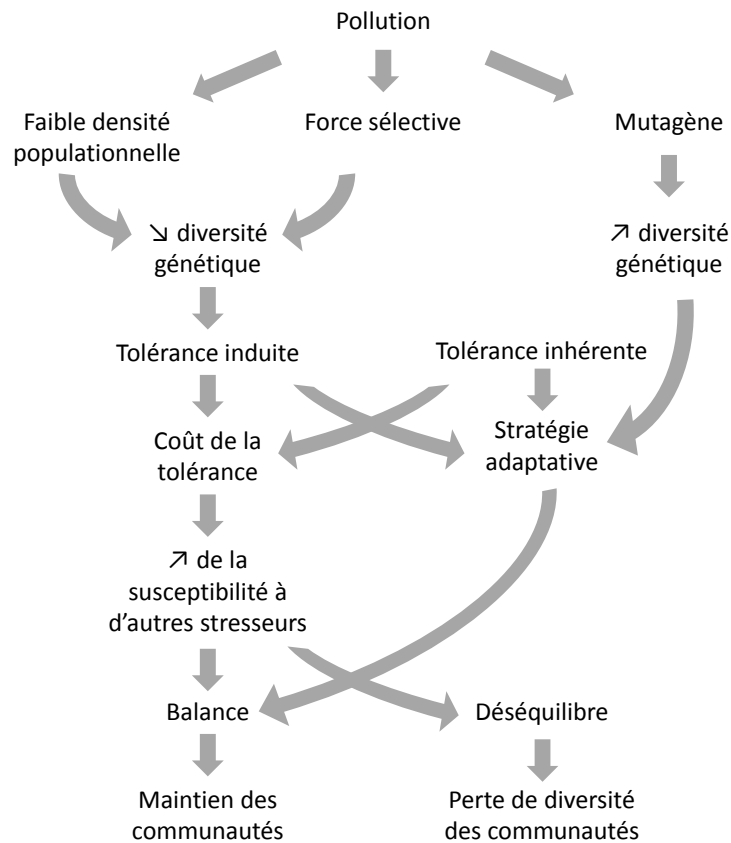 Pollution
Faible densité
populationnelle
Force sélective
Mutagène
↘ diversité
génétique
↗ diversité
génétique
Tolérance induite
Tolérance inhérente
Coût de la
tolérance
Stratégie
adaptative
↗ de la
susceptibilité à
d’autres stresseurs
Balance
Déséquilibre
Maintien des
communautés
Perte de diversité
des communautés